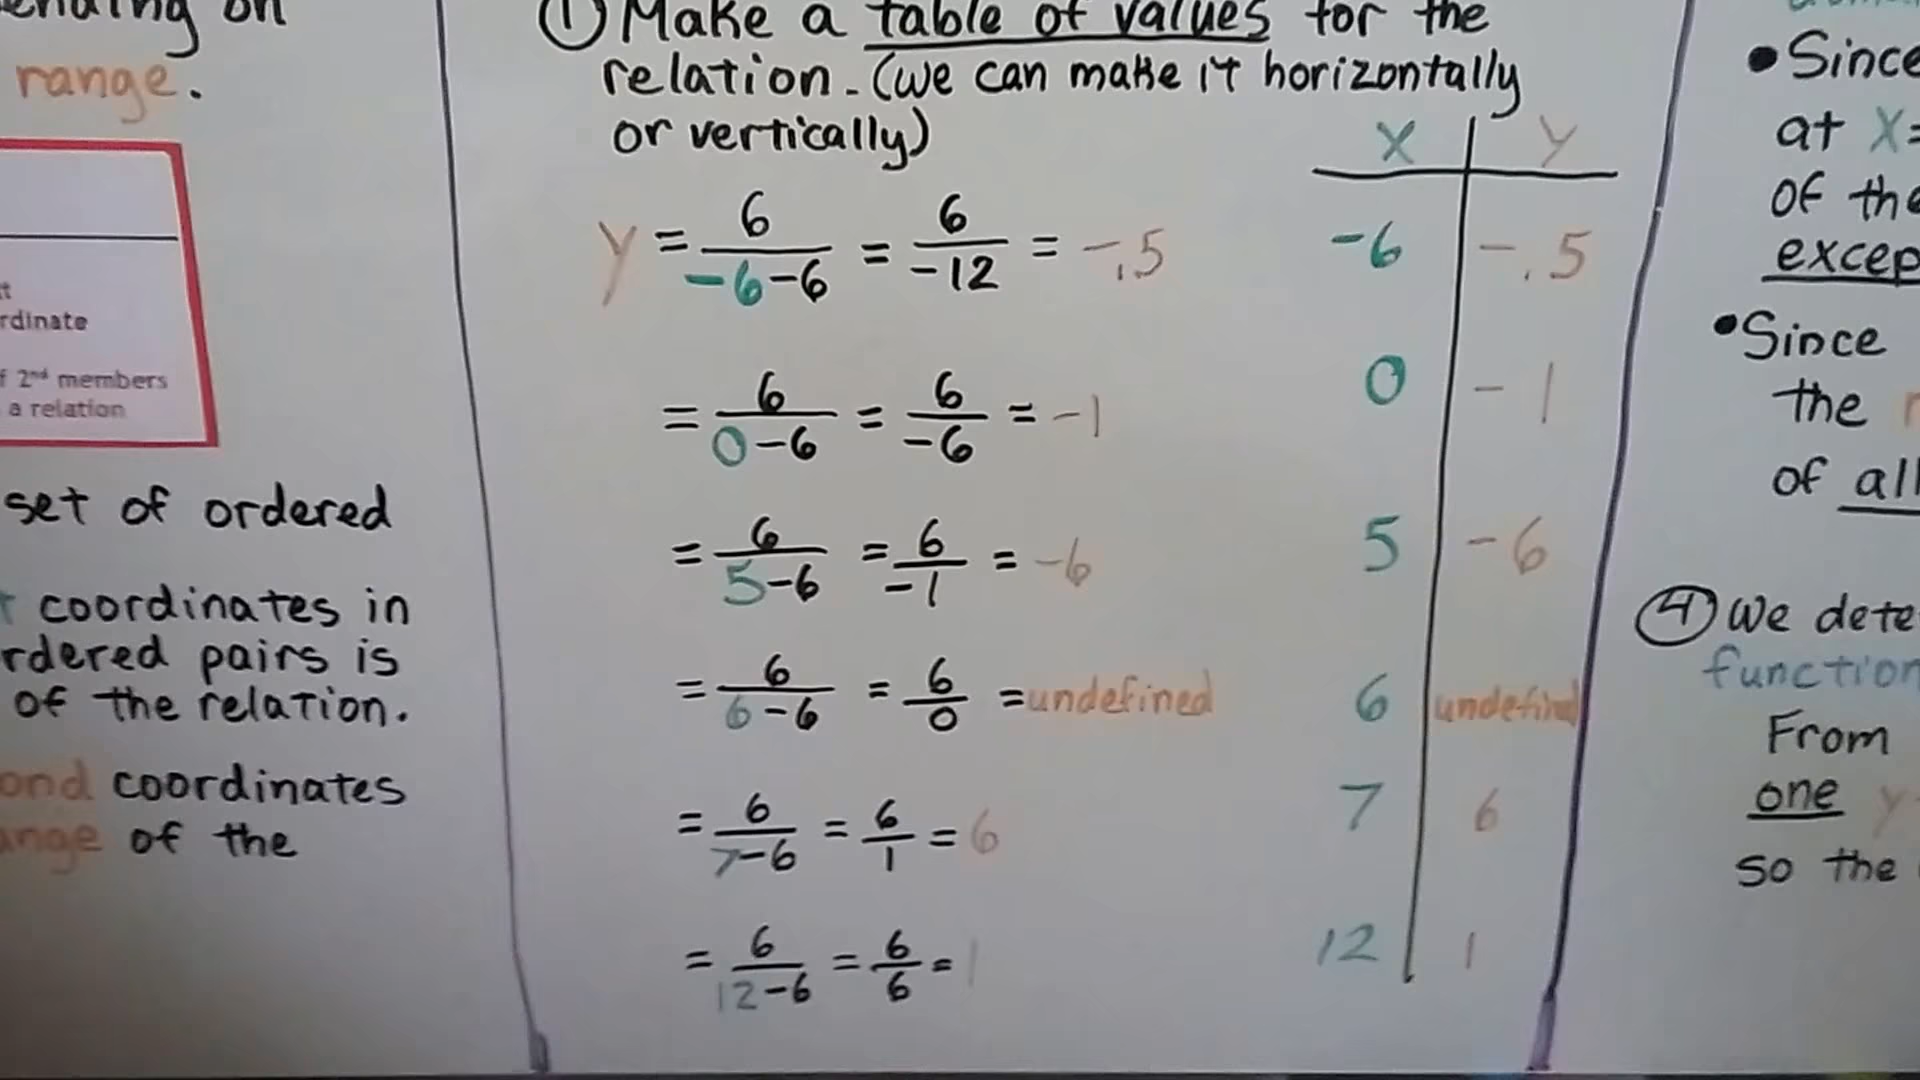 on
range.
rdinate
f 2nd members
a relation
set of ordered
coordinates in
rdered pairs is
of the relation.
ond coordinates
ange of the
① Make a table of values for the
relation. (we can make it horizontally
or vertically)
y = 6/-6-6 = 6/-12 = -.5
= 6/0-6 = 6/-6 = -1
= 6/5-6 = 6/-1 = -6
= 6/6-6 = 6/0 = undefined
= 6/7-6 = 6/1 = 6
= 6/12-6 = 6/6 = 1
x y
-6 -.5
0 -1
5 -6
6 undefined
7 6
12 1
• Since
at x=
of the
excep
• Since
the r
of all
④ We dete
function
From
one y
so the